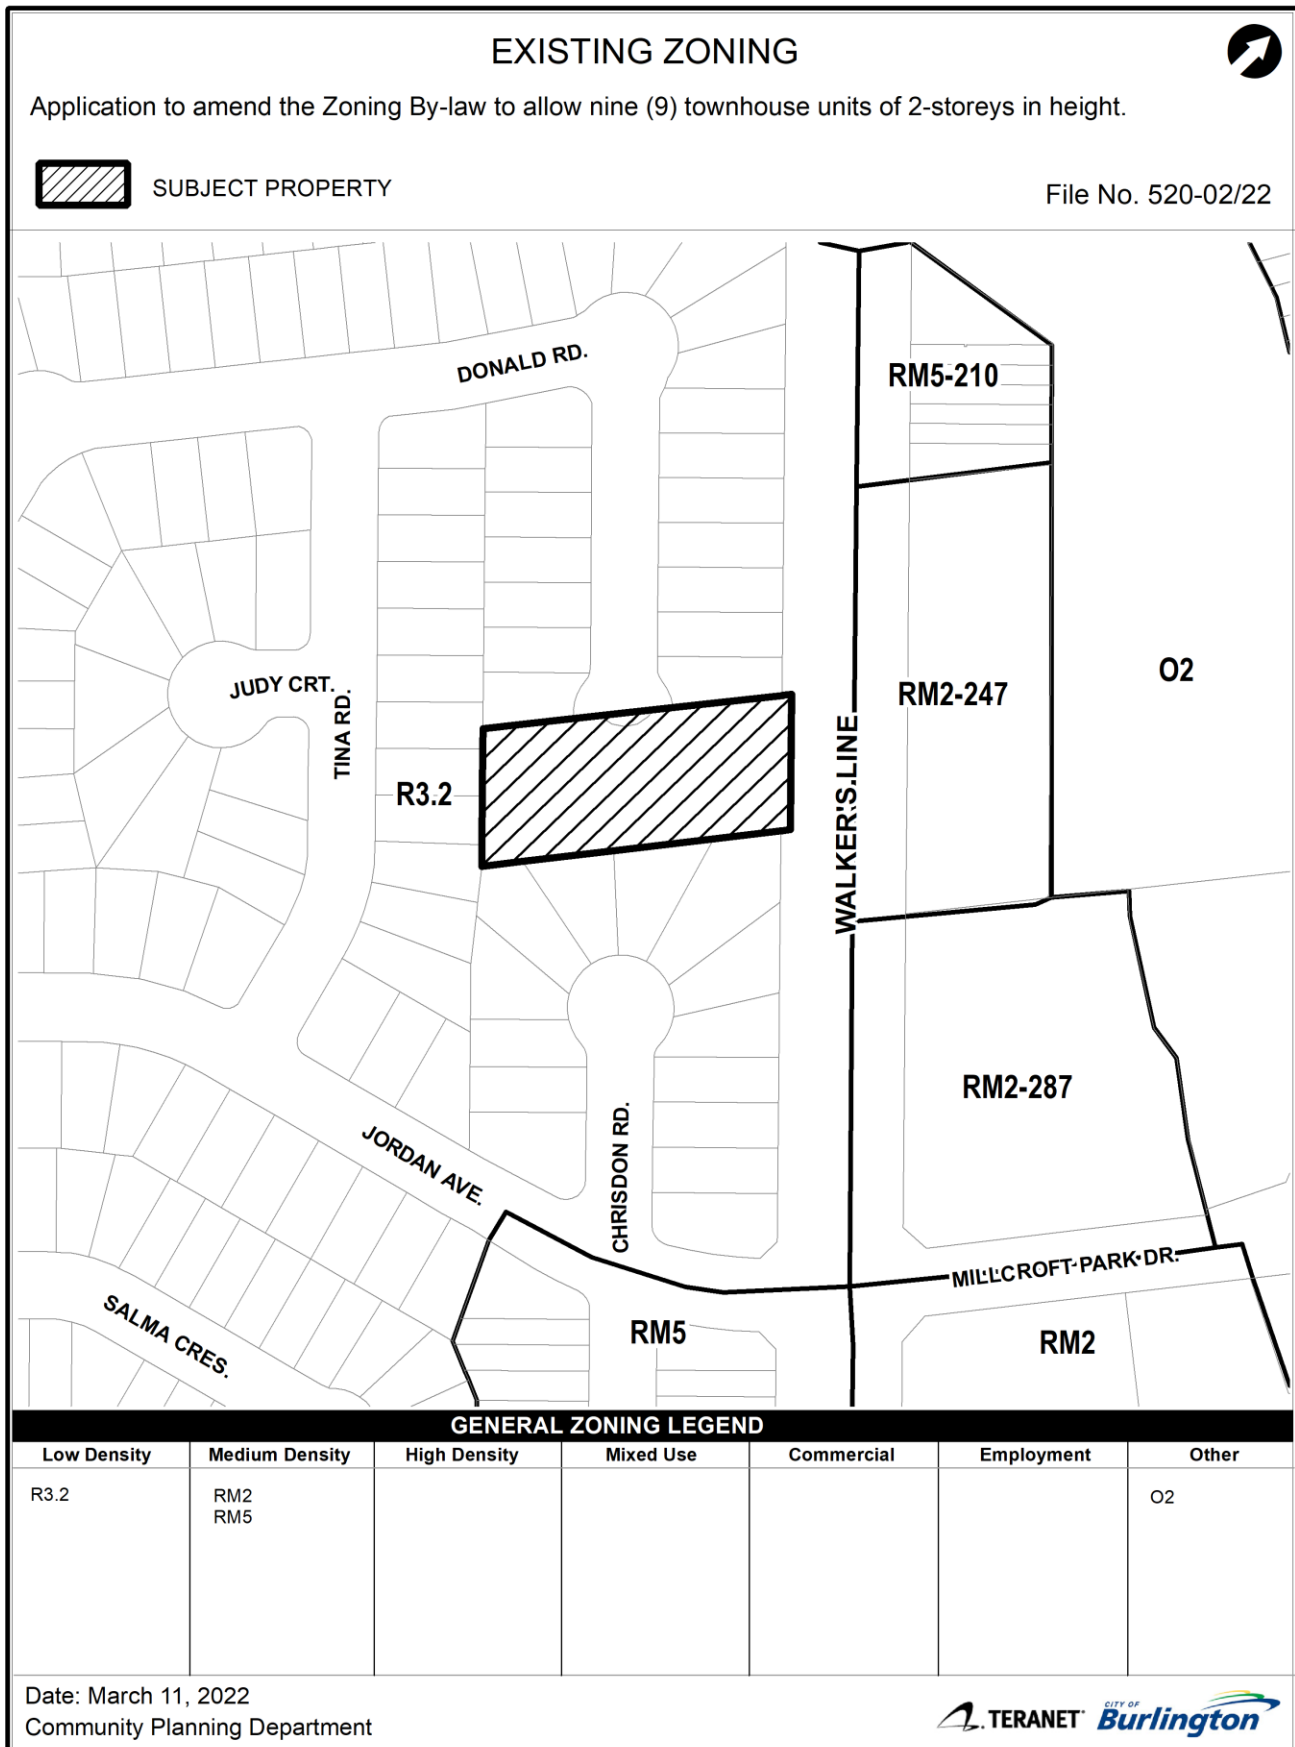 EXISTING ZONING
Application to amend the Zoning By-law to allow nine (9) townhouse units of 2-storeys in height.
SUBJECT PROPERTY
File No. 520-02/22
DONALD RD.
RM5-210
JUDY CRT.
TINA RD.
R3.2
WALKER'S LINE
RM2-247
O2
RM2-287
JORDAN AVE.
CHRISDON RD.
MILLCROFT PARK DR.
SALMA CRES.
RM5
RM2
GENERAL ZONING LEGEND
Low Density Medium Density High Density Mixed Use Commercial Employment Other
R3.2 RM2 O2
RM5
Date: March 11, 2022
Community Planning Department
TERANET
CITY OF
Burlington